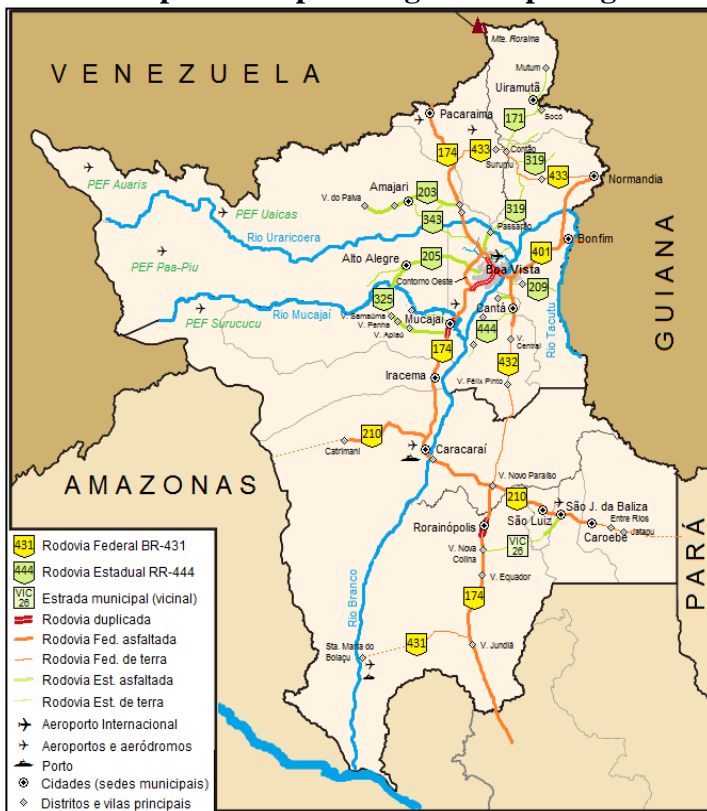 VENEZUELA
Mte. Roraima
Mutum
Uiramutã
Socó
171
Pacaraima
174
433
Contão
Surumu
319
433
Normandia
PEF Auaris
PEF Uaicas
Amajari
203
V. do Paiva
343
319
Passarão
Rio Uraricoera
401
Bonfim
PEF Paa-Piu
Alto Alegre
205
Boa Vista
Contorno Oeste
209
GUIANA
325
PEF Surucucu
Rio Mucajaí
V. Samaúma
V. Penha
V. Apiaú
Mucajaí
Cantá
444
Rio Tacutu
174
V. Central
432
Iracema
V. Félix Pinto
210
Catrimani
Caracaraí
AMAZONAS
V. Novo Paraíso
210
São J. da Baliza
Rorainópolis
São Luiz
Entre Rios
Caroebe
Jatapu
PARÁ
V. Nova Colina
VIC 26
V. Equador
174
Rio Branco
431
Sta. Maria do
Boiaçu
V. Jundiá
431 Rodovia Federal BR-431
444 Rodovia Estadual RR-444
VIC 26 Estrada municipal (vicinal)
Rodovia duplicada
Rodovia Fed. asfaltada
Rodovia Fed. de terra
Rodovia Est. asfaltada
Rodovia Est. de terra
Aeroporto Internacional
Aeroportos e aeródromos
Porto
Cidades (sedes municipais)
Distritos e vilas principais